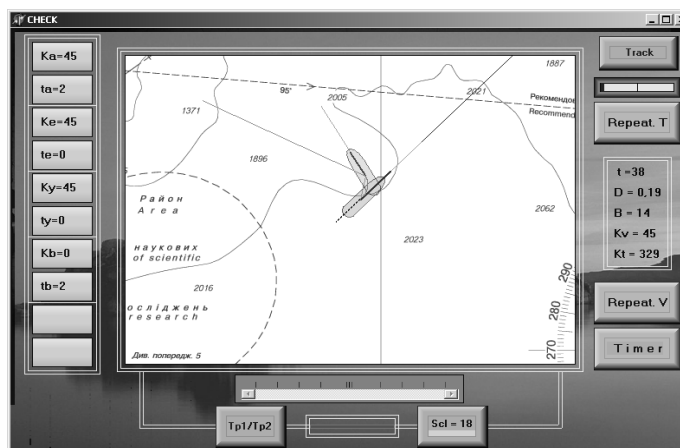 CHECK
Ka=45
ta=2
Ke=45
te=0
Ky=45
ty=0
Kb=0
tb=2
1887
95°
2005
2021
Рекомендов
Recommend
1371
1896
Район
Area
2062
2023
наукових
of scientific
2016
290
280
270
осліджень
research
Див. попередж. 5
Track
Repeat. T
t =38
D = 0,19
B = 14
Kv = 45
Kt = 329
Repeat. V
Timer
Tp1/Tp2
Scl = 18